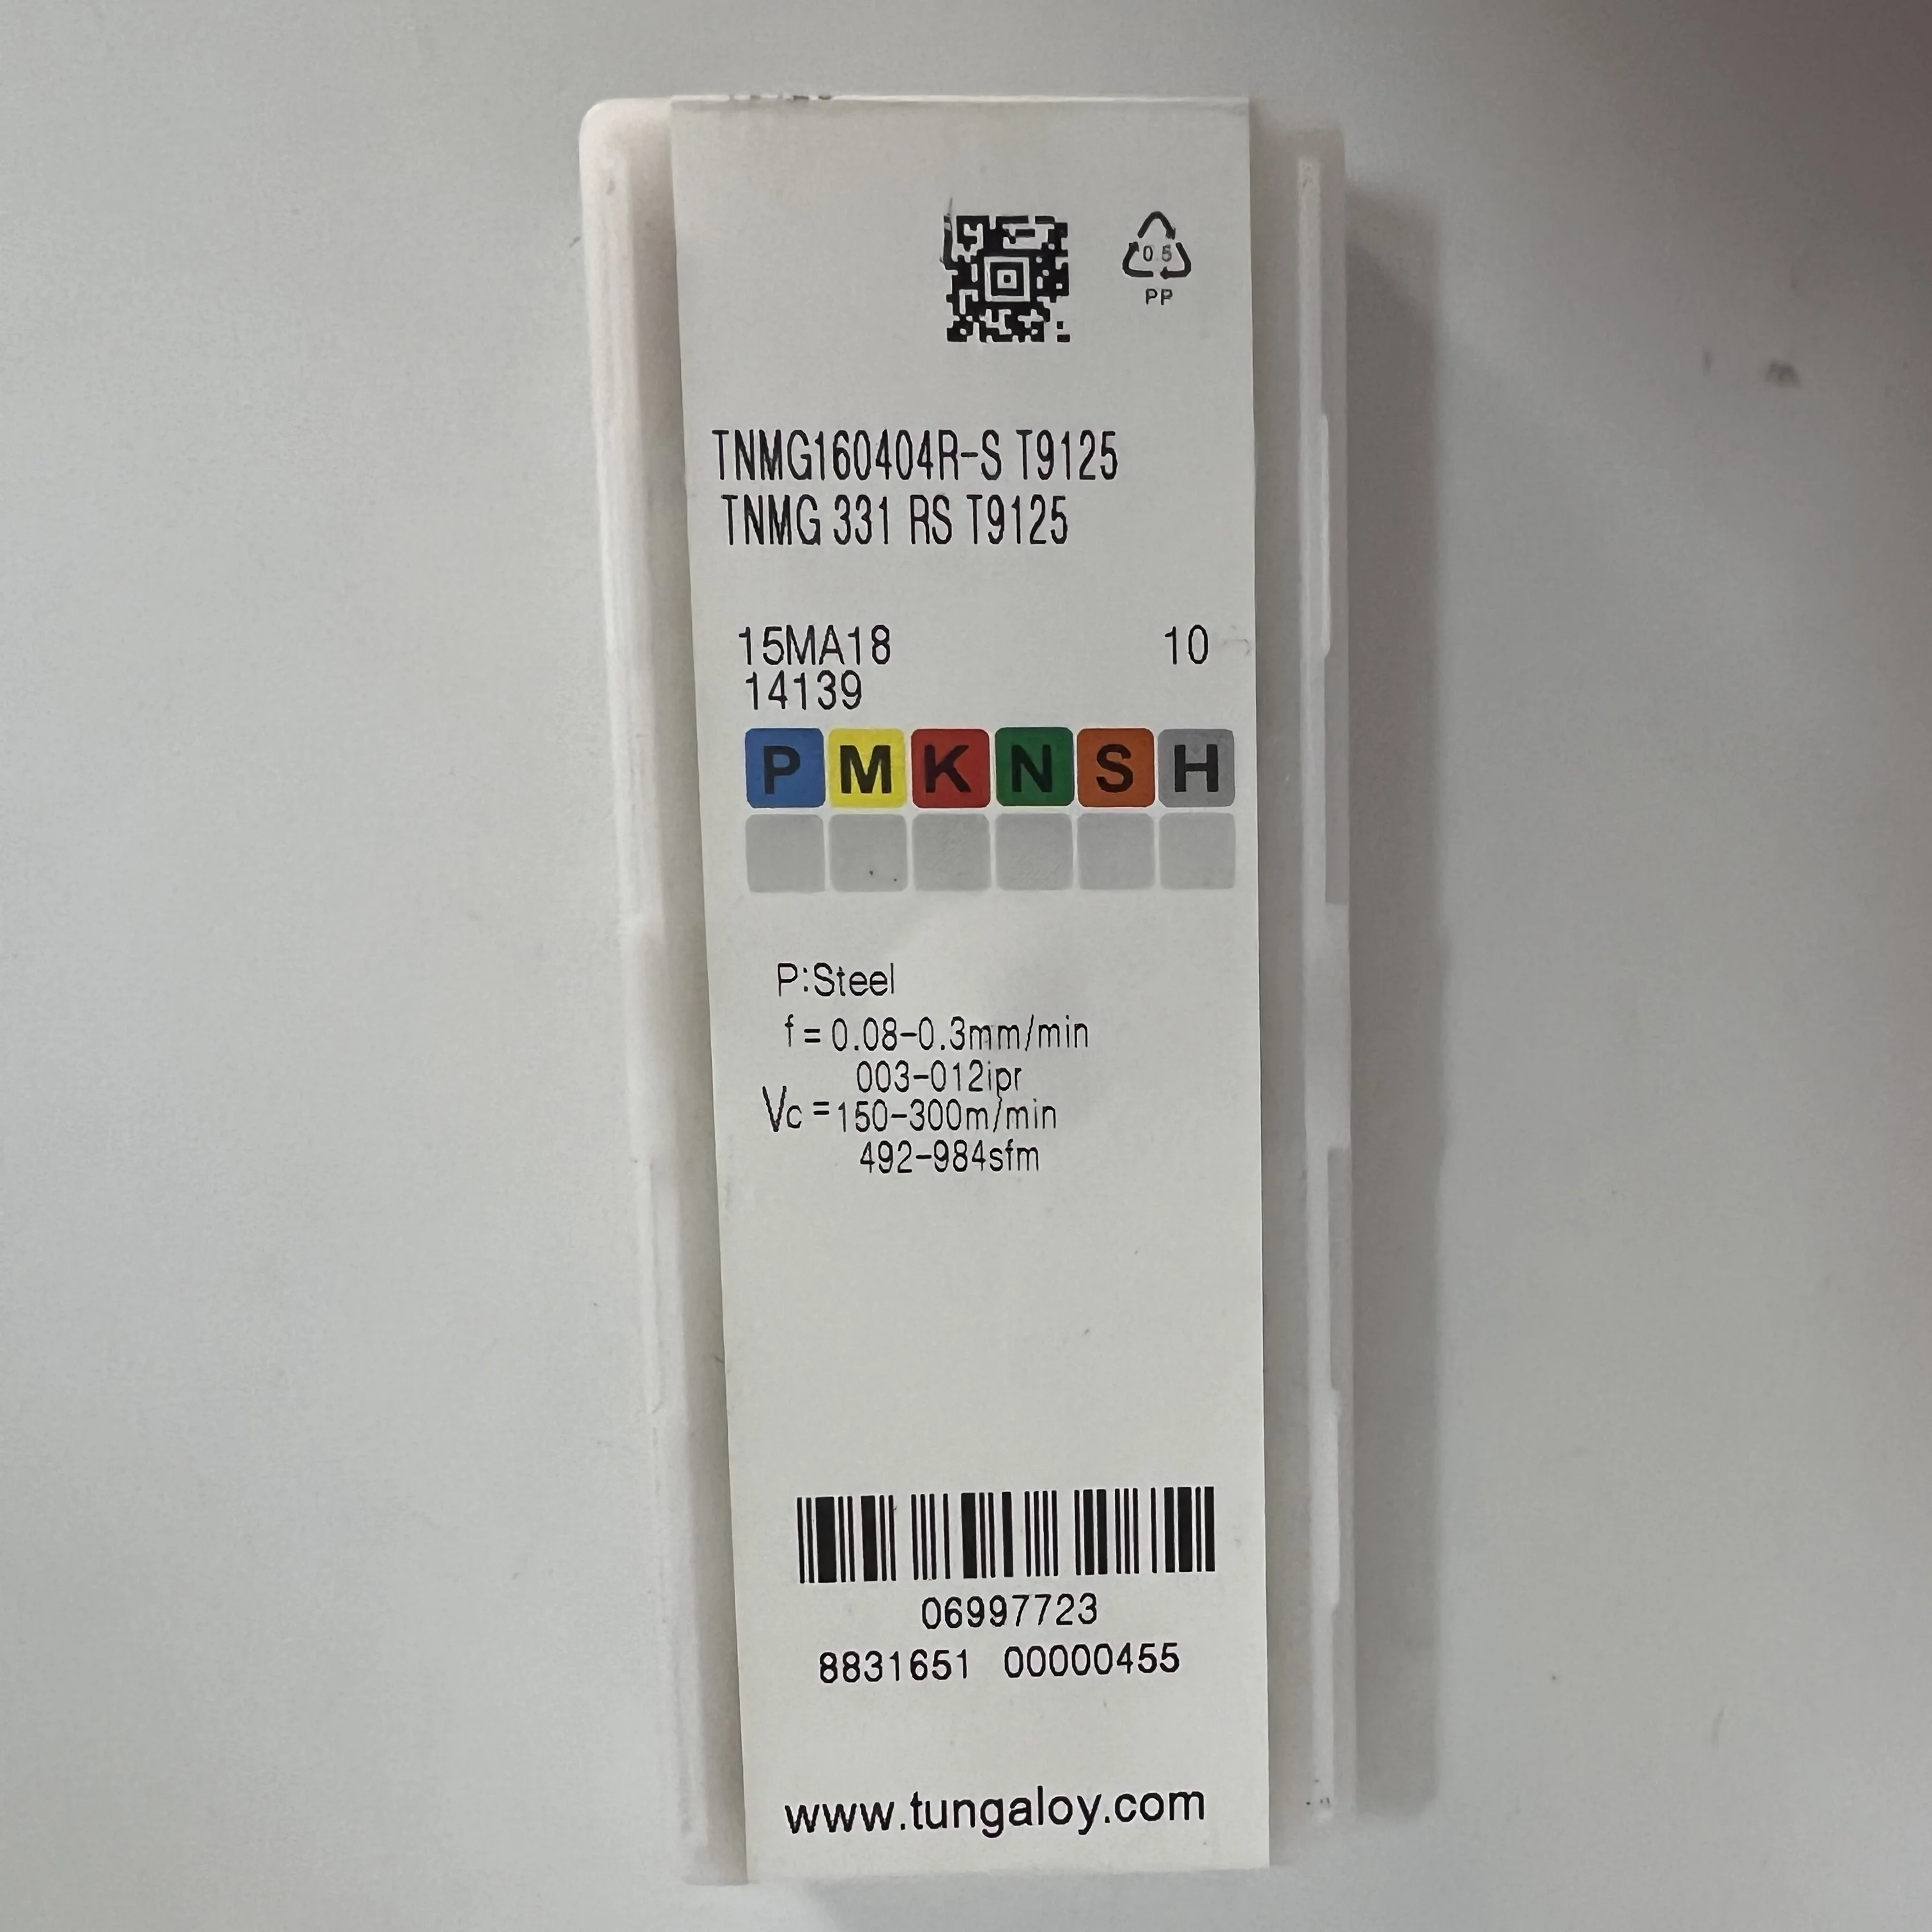 0.5
PP
TNMG160404R-S T9125
TNMG 331 RS T9125
15MA18 10
14139
P M K N S H
P:Steel
f = 0.08-0.3mm/min
003-012ipr
Vc =150-300m/min
492-984sfm
06997723
8831651 00000455
www.tungaloy.com